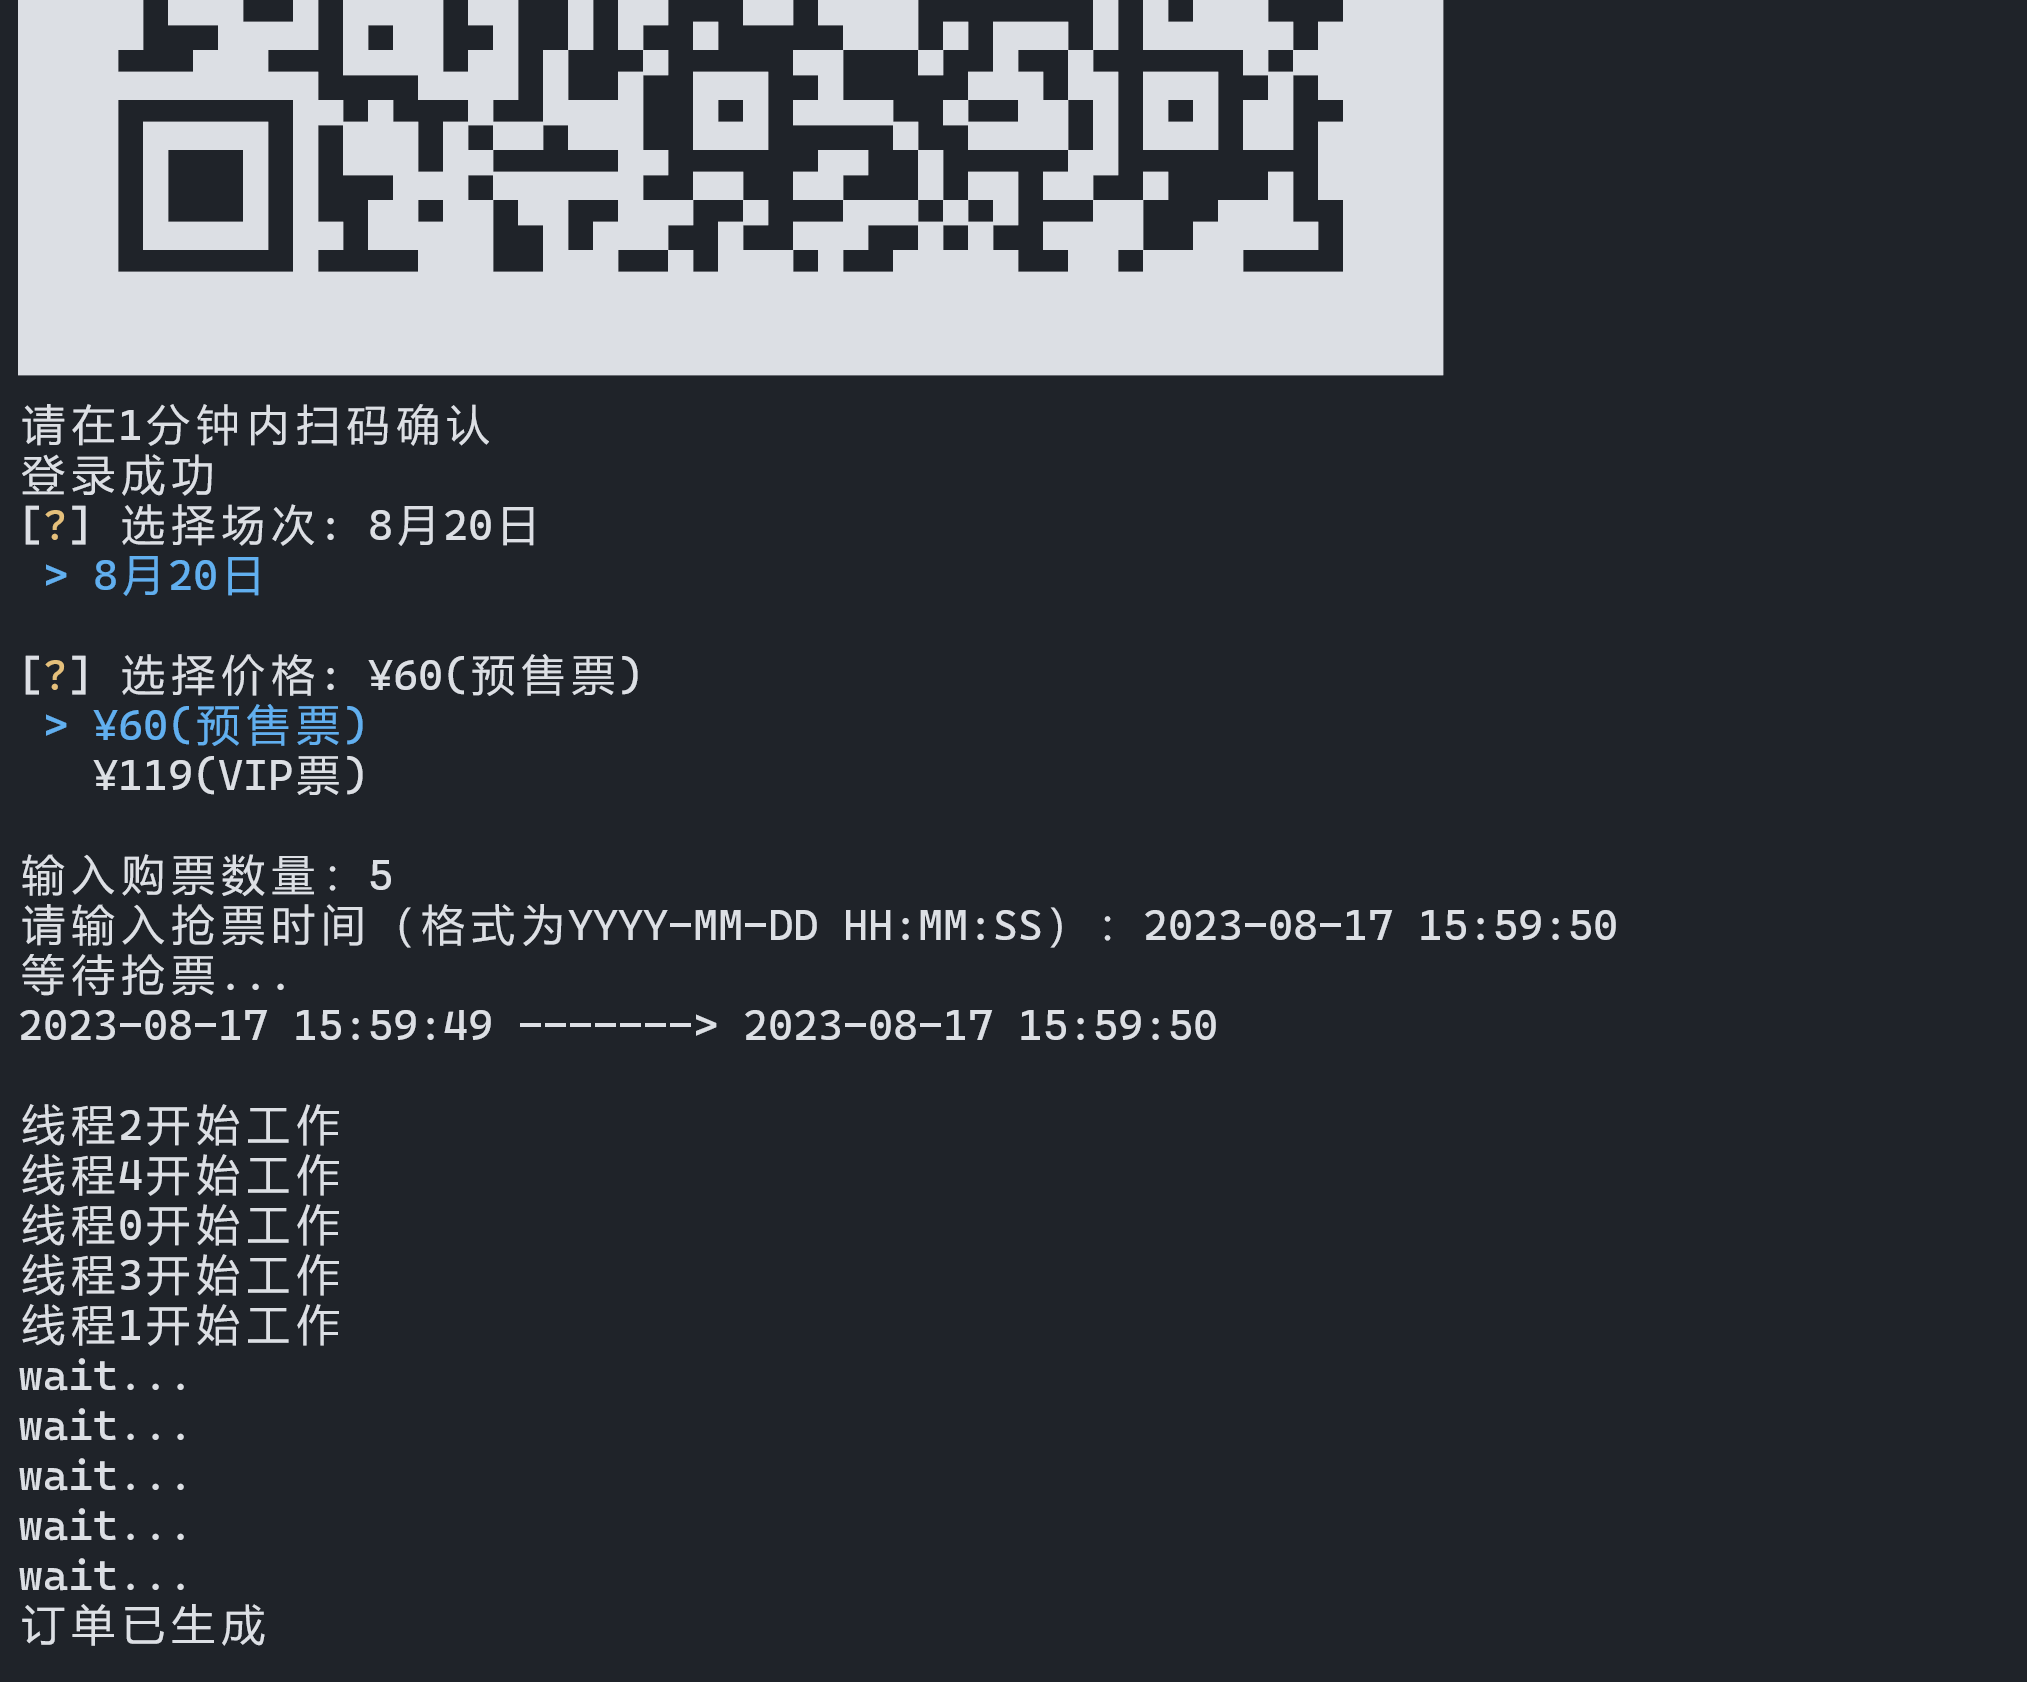 请在1分钟内扫码确认
登录成功
[?] 选择场次: 8月20日
> 8月20日
[?] 选择价格: ¥60(预售票)
> ¥60(预售票)
¥119(VIP票)
输入购票数量: 5
请输入抢票时间（格式为YYYY-MM-DD HH:MM:SS）: 2023-08-17 15:59:50
等待抢票...
2023-08-17 15:59:49 -------> 2023-08-17 15:59:50
线程2开始工作
线程4开始工作
线程0开始工作
线程3开始工作
线程1开始工作
wait...
wait...
wait...
wait...
wait...
订单已生成